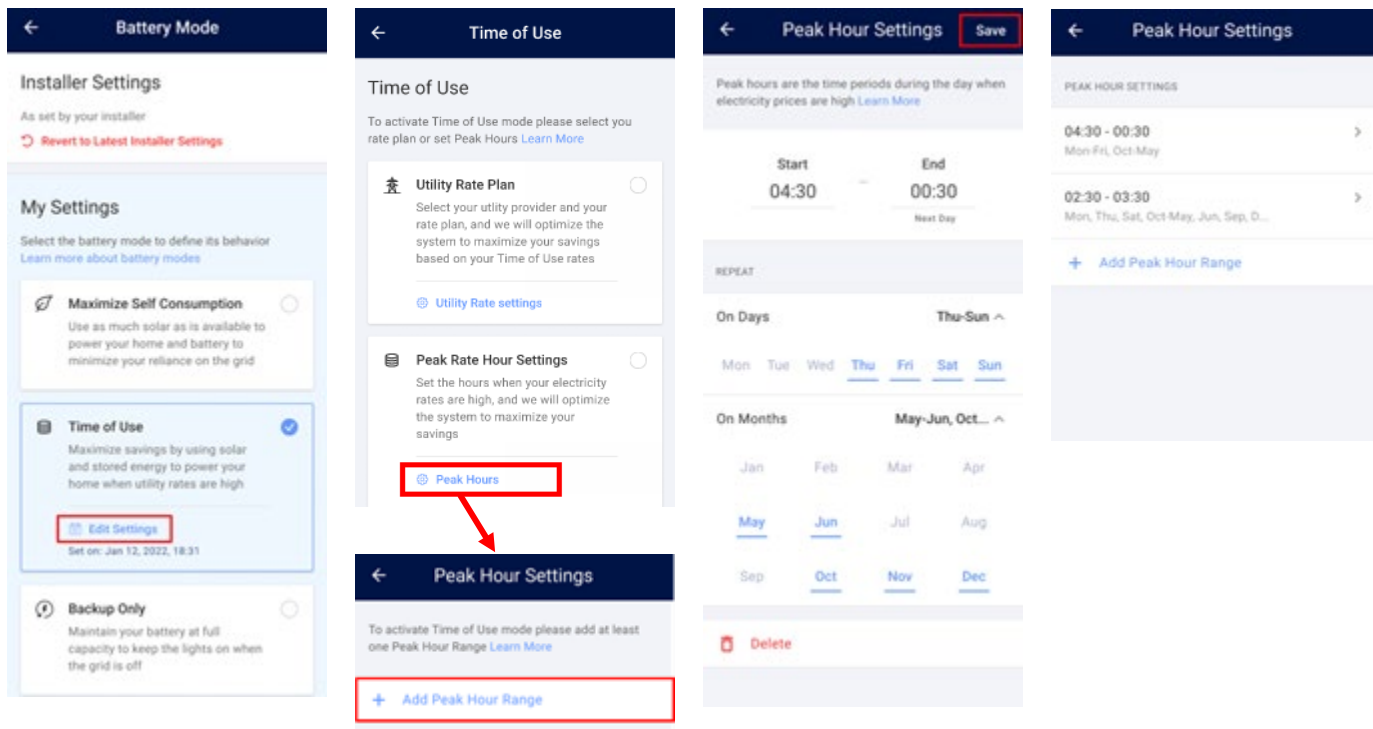 Battery Mode
Installer Settings
As set by your installer
Revert to Latest Installer Settings
My Settings
Select the battery mode to define its behavior
Learn more about battery modes
Maximize Self Consumption
Use as much solar as is available to
power your home and battery to
minimize your reliance on the grid
Time of Use
Maximize savings by using solar
and stored energy to power your
home when utility rates are high
Edit Settings
Set on: Jan 12, 2022, 18:31
Backup Only
Maintain your battery at full
capacity to keep the lights on when
the grid is off
Time of Use
Time of Use
To activate Time of Use mode please select you
rate plan or set Peak Hours Learn More
Utility Rate Plan
Select your utlity provider and your
rate plan, and we will optimize the
system to maximize your savings
based on your Time of Use rates
Utility Rate settings
Peak Rate Hour Settings
Set the hours when your electricity
rates are high, and we will optimize
the system to maximize your
savings
Peak Hours
Peak Hour Settings
To activate Time of Use mode please add at least
one Peak Hour Range Learn More
+ Add Peak Hour Range
Peak Hour Settings Save
Peak hours are the time periods during the day when
electricity prices are high Learn More
Start End
04:30 – 00:30
Next Day
REPEAT
On Days Thu-Sun
Mon Tue Wed Thu Fri Sat Sun
On Months May-Jun, Oct...
Jan Feb Mar Apr
May Jun Jul Aug
Sep Oct Nov Dec
Delete
Peak Hour Settings
PEAK HOUR SETTINGS
04:30 - 00:30
Mon-Fri, Oct-May
02:30 - 03:30
Mon, Thu, Sat, Oct-May, Jun, Sep, D...
+ Add Peak Hour Range